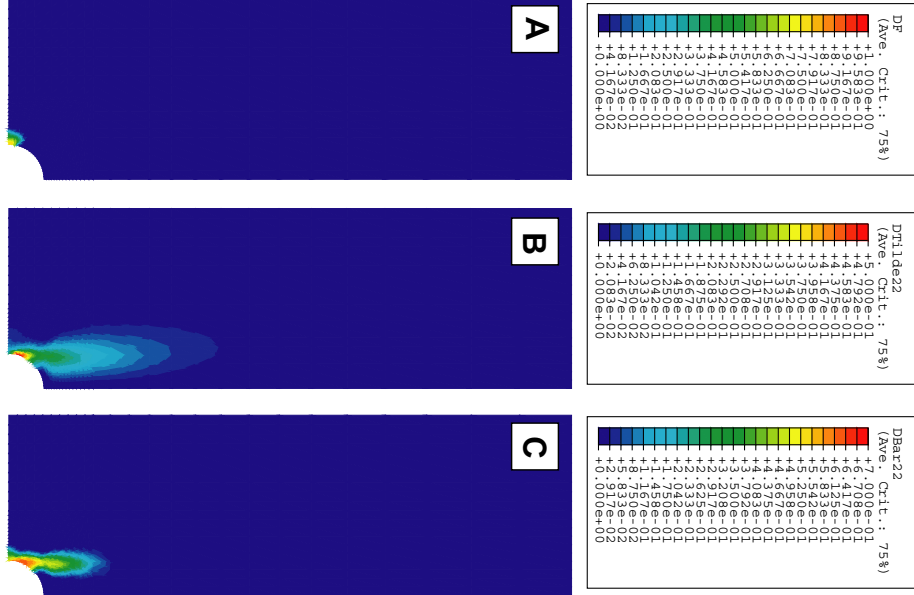 A
DF
(Ave. Crit.: 75%)
+1.000e+00
+9.583e-01
+9.167e-01
+8.750e-01
+8.333e-01
+7.917e-01
+7.500e-01
+7.083e-01
+6.667e-01
+6.250e-01
+5.833e-01
+5.417e-01
+5.000e-01
+4.583e-01
+4.167e-01
+3.750e-01
+3.333e-01
+2.917e-01
+2.500e-01
+2.083e-01
+1.667e-01
+1.250e-01
+8.333e-02
+4.167e-02
+0.000e+00
B
DTilde22
(Ave. Crit.: 75%)
+5.000e-01
+4.792e-01
+4.583e-01
+4.375e-01
+4.167e-01
+3.958e-01
+3.750e-01
+3.542e-01
+3.333e-01
+3.125e-01
+2.917e-01
+2.708e-01
+2.500e-01
+2.292e-01
+2.083e-01
+1.875e-01
+1.667e-01
+1.458e-01
+1.250e-01
+1.042e-01
+8.333e-02
+6.250e-02
+4.167e-02
+2.083e-02
+0.000e+00
C
DBar22
(Ave. Crit.: 75%)
+7.000e-01
+6.708e-01
+6.417e-01
+6.125e-01
+5.833e-01
+5.542e-01
+5.250e-01
+4.958e-01
+4.667e-01
+4.375e-01
+4.083e-01
+3.792e-01
+3.500e-01
+3.208e-01
+2.917e-01
+2.625e-01
+2.333e-01
+2.042e-01
+1.750e-01
+1.458e-01
+1.167e-01
+8.750e-02
+5.833e-02
+2.917e-02
+0.000e+00